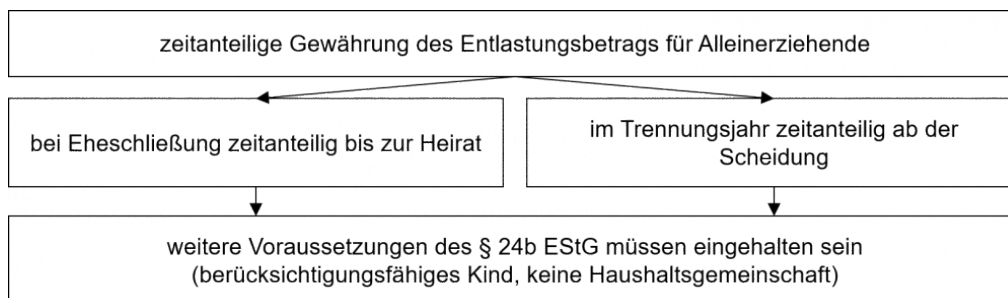 zeitanteilige Gewährung des Entlastungsbetrags für Alleinerziehende
bei Eheschließung zeitanteilig bis zur Heirat
im Trennungsjahr zeitanteilig ab der
Scheidung
weitere Voraussetzungen des § 24b EStG müssen eingehalten sein
(berücksichtigungsfähiges Kind, keine Haushaltsgemeinschaft)